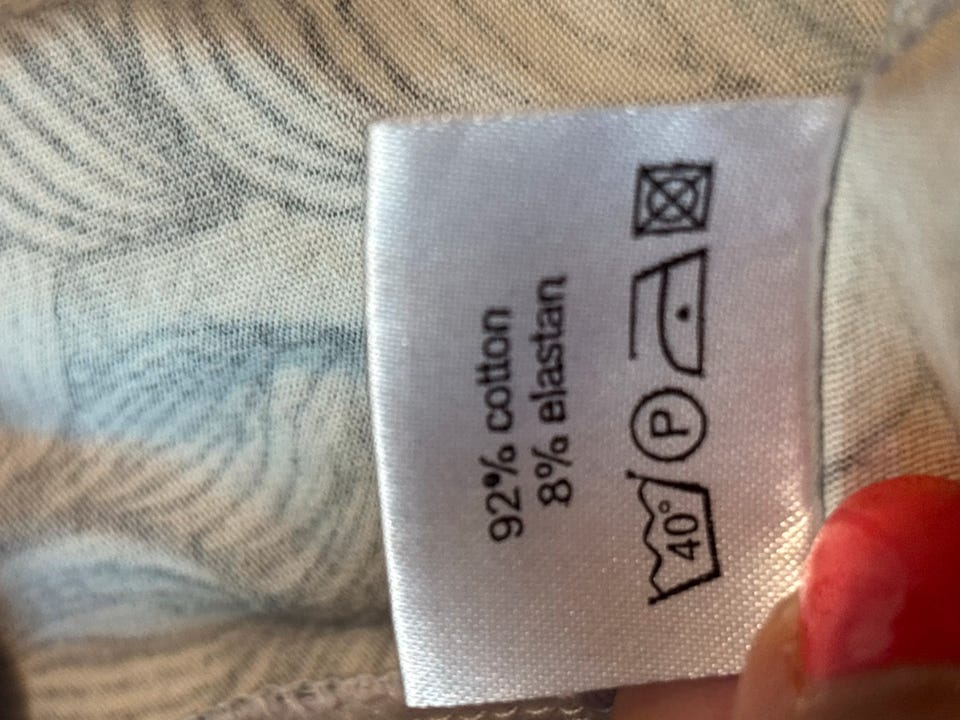 92% cotton
8% elastan
40° P